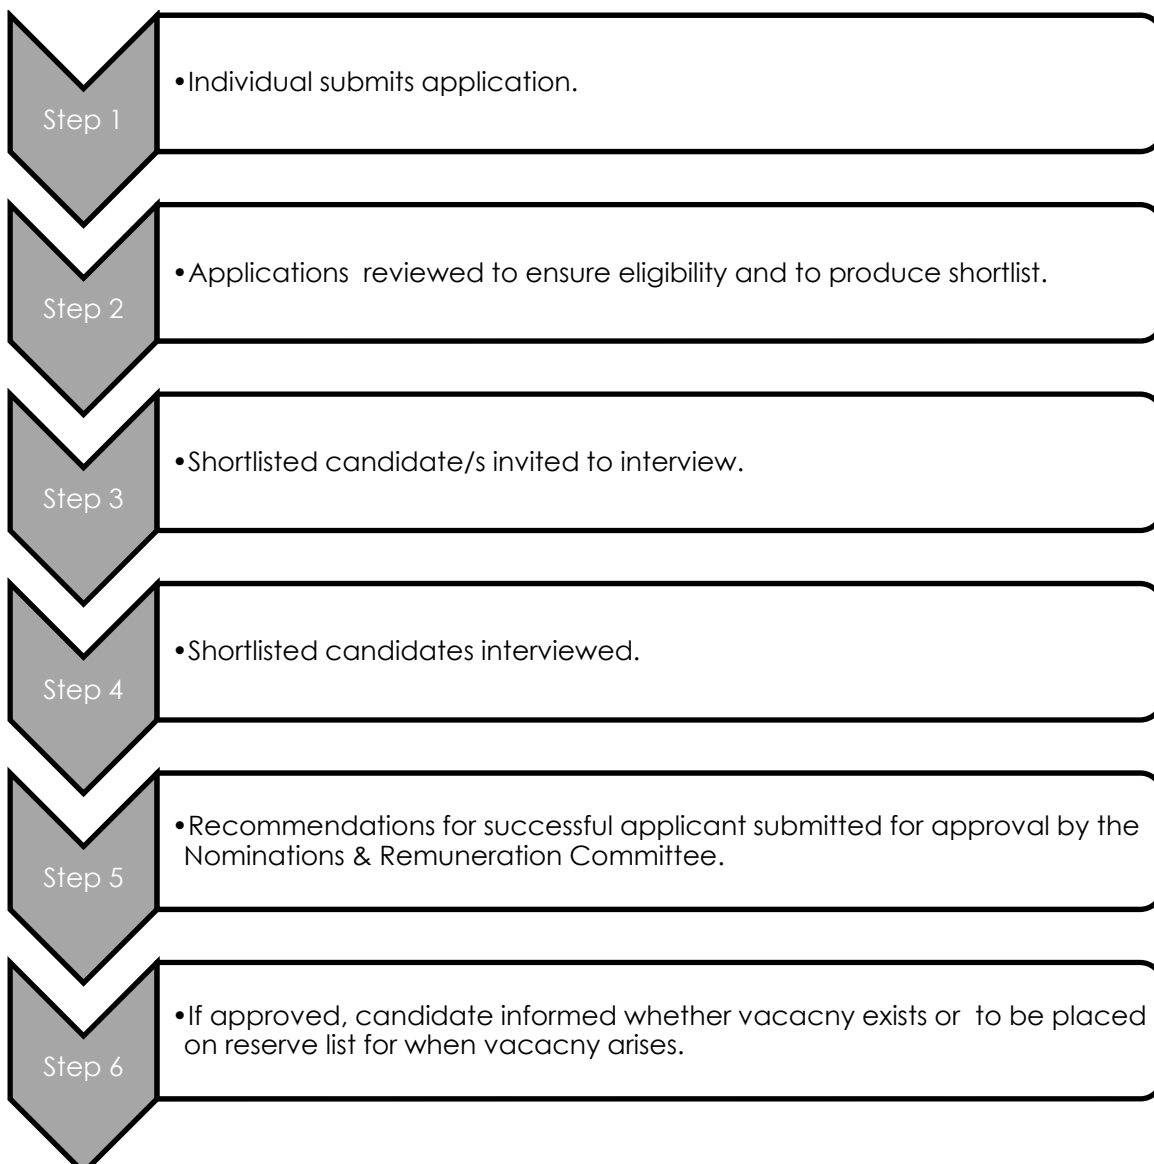 Step 1
•Individual submits application.
Step 2
•Applications  reviewed to ensure eligibility and to produce shortlist.
Step 3
•Shortlisted candidate/s invited to interview.
Step 4
•Shortlisted candidates interviewed.
Step 5
•Recommendations for successful applicant submitted for approval by the
Nominations & Remuneration Committee.
Step 6
•If approved, candidate informed whether vacacny exists or  to be placed
on reserve list for when vacacny arises.